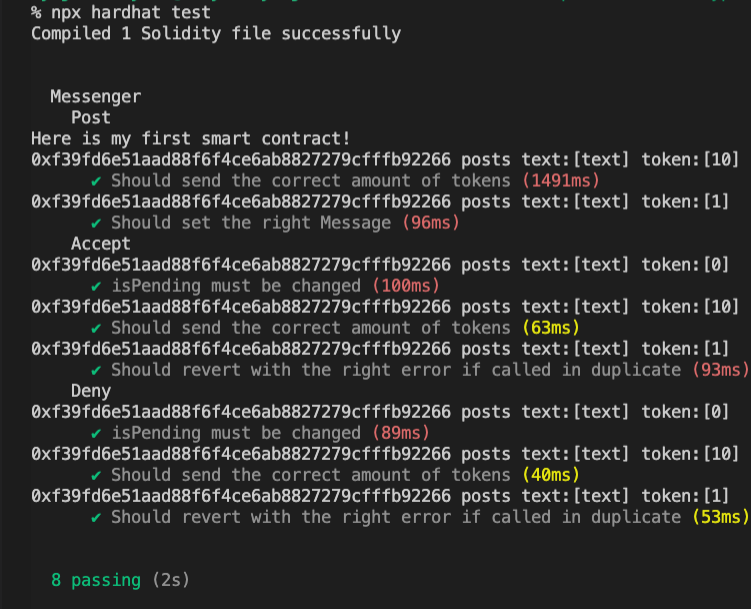 % npx hardhat test
Compiled 1 Solidity file successfully
Messenger
Post
Here is my first smart contract!
0xf39fd6e51aad88f6f4ce6ab8827279cfffb92266 posts text:[text] token:[10]
✔ Should send the correct amount of tokens (1491ms)
0xf39fd6e51aad88f6f4ce6ab8827279cfffb92266 posts text:[text] token:[1]
✔ Should set the right Message (96ms)
Accept
0xf39fd6e51aad88f6f4ce6ab8827279cfffb92266 posts text:[text] token:[0]
✔ isPending must be changed (100ms)
0xf39fd6e51aad88f6f4ce6ab8827279cfffb92266 posts text:[text] token:[10]
✔ Should send the correct amount of tokens (63ms)
0xf39fd6e51aad88f6f4ce6ab8827279cfffb92266 posts text:[text] token:[1]
✔ Should revert with the right error if called in duplicate (93ms)
Deny
0xf39fd6e51aad88f6f4ce6ab8827279cfffb92266 posts text:[text] token:[0]
✔ isPending must be changed (89ms)
0xf39fd6e51aad88f6f4ce6ab8827279cfffb92266 posts text:[text] token:[10]
✔ Should send the correct amount of tokens (40ms)
0xf39fd6e51aad88f6f4ce6ab8827279cfffb92266 posts text:[text] token:[1]
✔ Should revert with the right error if called in duplicate (53ms)
8 passing (2s)